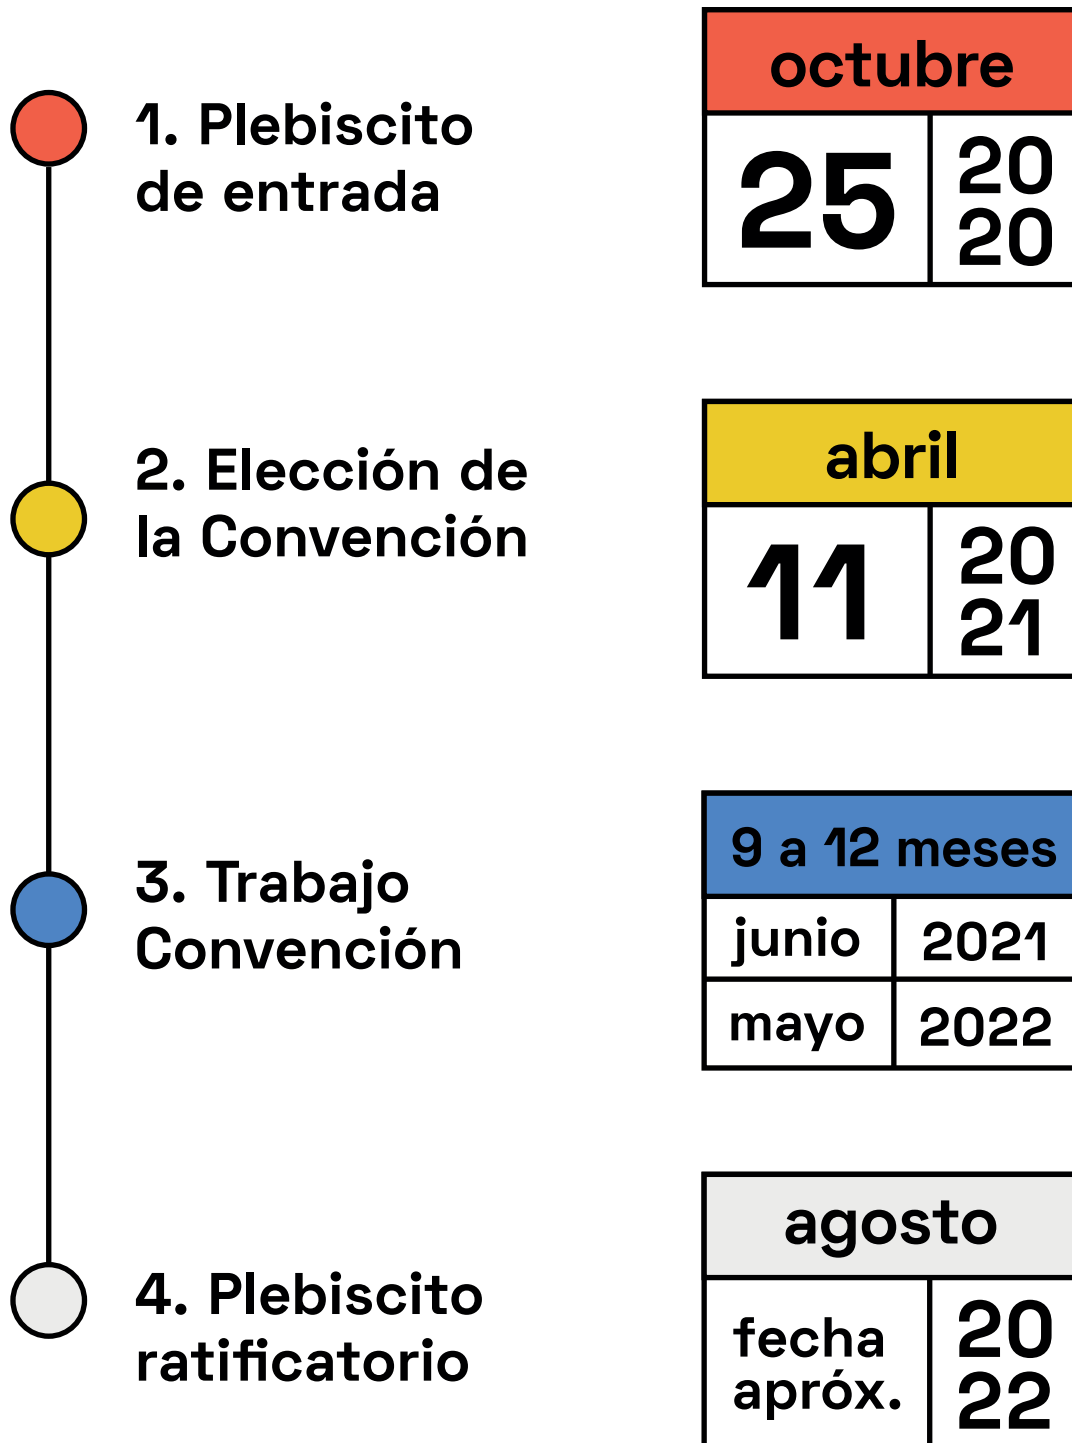 1. Plebiscito
de entrada
octubre
25
20
20
2. Elección de
la Convención
abril
11
20
21
3. Trabajo
Convención
9 a 12 meses
junio 2021
mayo 2022
4. Plebiscito
ratificatorio
agosto
fecha
apróx.
20
22